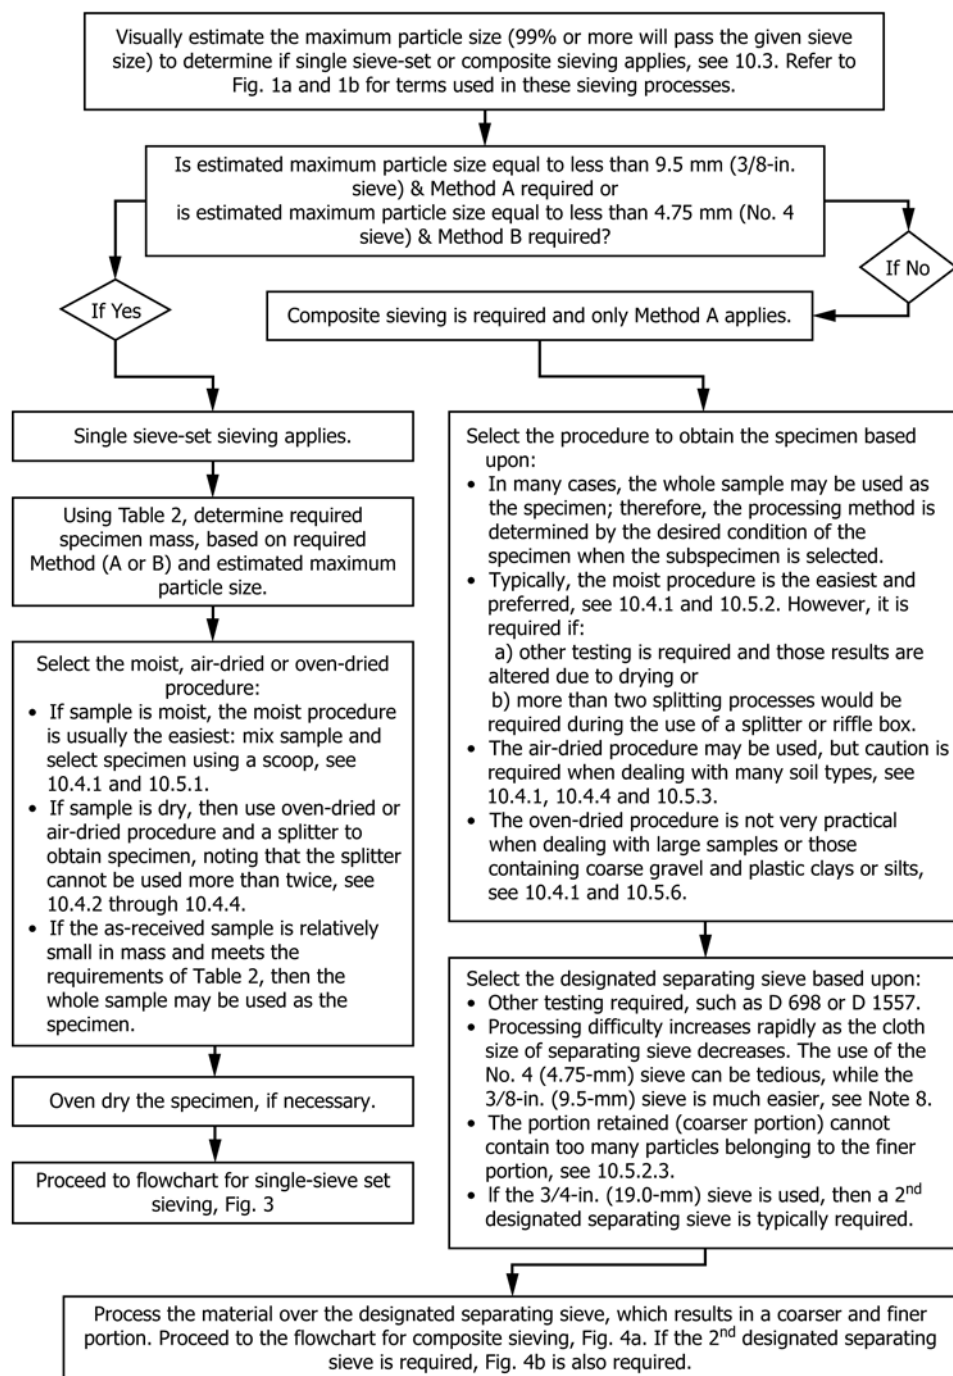 Visually estimate the maximum particle size (99% or more will pass the given sieve
size) to determine if single sieve-set or composite sieving applies, see 10.3. Refer to
Fig. 1a and 1b for terms used in these sieving processes.
Is estimated maximum particle size equal to less than 9.5 mm (3/8-in.
sieve) & Method A required or
is estimated maximum particle size equal to less than 4.75 mm (No. 4
sieve) & Method B required?
If Yes
If No
Composite sieving is required and only Method A applies.
Single sieve-set sieving applies.
Using Table 2, determine required
specimen mass, based on required
Method (A or B) and estimated maximum
particle size.
Select the moist, air-dried or oven-dried
procedure:
• If sample is moist, the moist procedure
is usually the easiest: mix sample and
select specimen using a scoop, see
10.4.1 and 10.5.1.
• If sample is dry, then use oven-dried or
air-dried procedure and a splitter to
obtain specimen, noting that the splitter
cannot be used more than twice, see
10.4.2 through 10.4.4.
• If the as-received sample is relatively
small in mass and meets the
requirements of Table 2, then the
whole sample may be used as the
specimen.
Oven dry the specimen, if necessary.
Proceed to flowchart for single-sieve set
sieving, Fig. 3
Select the procedure to obtain the specimen based
upon:
• In many cases, the whole sample may be used as
the specimen; therefore, the processing method is
determined by the desired condition of the
specimen when the subspecimen is selected.
• Typically, the moist procedure is the easiest and
preferred, see 10.4.1 and 10.5.2. However, it is
required if:
a) other testing is required and those results are
altered due to drying or
b) more than two splitting processes would be
required during the use of a splitter or riffle box.
• The air-dried procedure may be used, but caution is
required when dealing with many soil types, see
10.4.1, 10.4.4 and 10.5.3.
• The oven-dried procedure is not very practical
when dealing with large samples or those
containing coarse gravel and plastic clays or silts,
see 10.4.1 and 10.5.6.
Select the designated separating sieve based upon:
• Other testing required, such as D 698 or D 1557.
• Processing difficulty increases rapidly as the cloth
size of separating sieve decreases. The use of the
No. 4 (4.75-mm) sieve can be tedious, while the
3/8-in. (9.5-mm) sieve is much easier, see Note 8.
• The portion retained (coarser portion) cannot
contain too many particles belonging to the finer
portion, see 10.5.2.3.
• If the 3/4-in. (19.0-mm) sieve is used, then a 2nd
designated separating sieve is typically required.
Process the material over the designated separating sieve, which results in a coarser and finer
portion. Proceed to the flowchart for composite sieving, Fig. 4a. If the 2nd designated separating
sieve is required, Fig. 4b is also required.